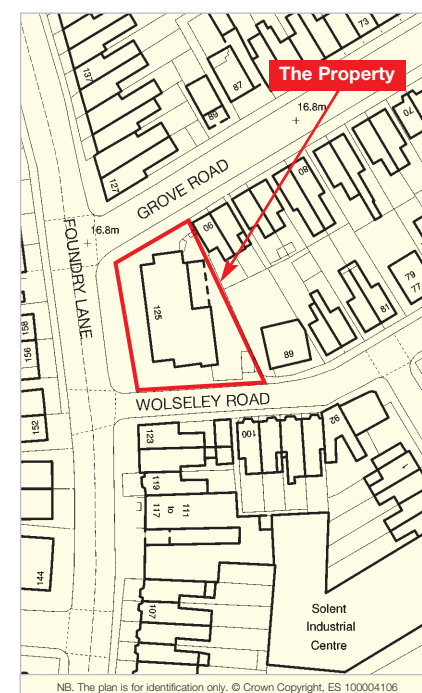 73
137
The Property
87
89
16.8m
70
127
GROVE ROAD
80
90
16.8m
FOUNDRY LANE
79
77
125
81
158
156
89
WOLSELEY ROAD
152
123
100
92
1
119
117 to 111
144
107
Solent
Industrial
Centre
NB. The plan is for identification only. © Crown Copyright, ES 100004106